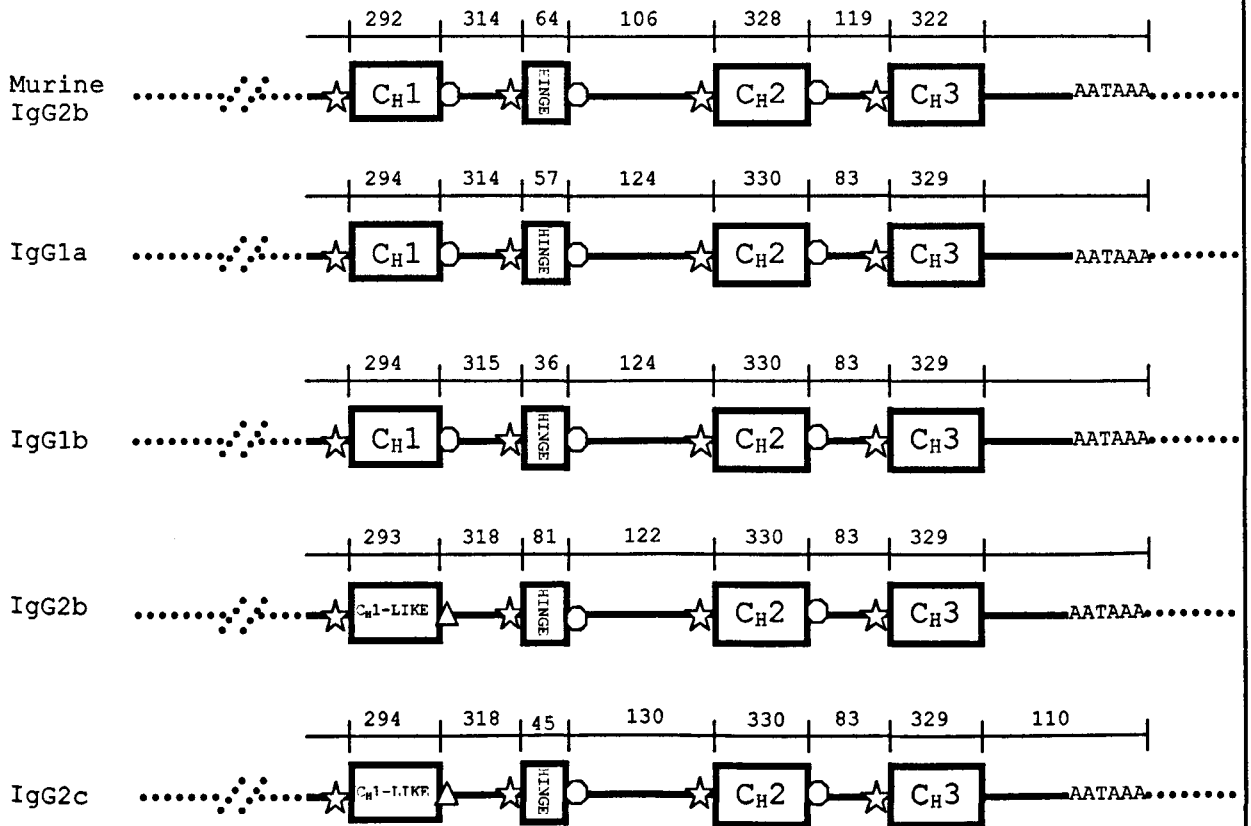 292 314 64 106 328 119 322
Murine
IgG2b
CH1 HINGE CH2 CH3 AATAAA
294 314 57 124 330 83 329
IgG1a
CH1 HINGE CH2 CH3 AATAAA
294 315 36 124 330 83 329
IgG1b
CH1 HINGE CH2 CH3 AATAAA
293 318 81 122 330 83 329
IgG2b
CH1-LIKE HINGE CH2 CH3 AATAAA
294 318 45 130 330 83 329 110
IgG2c
CH1-LIKE HINGE CH2 CH3 AATAAA